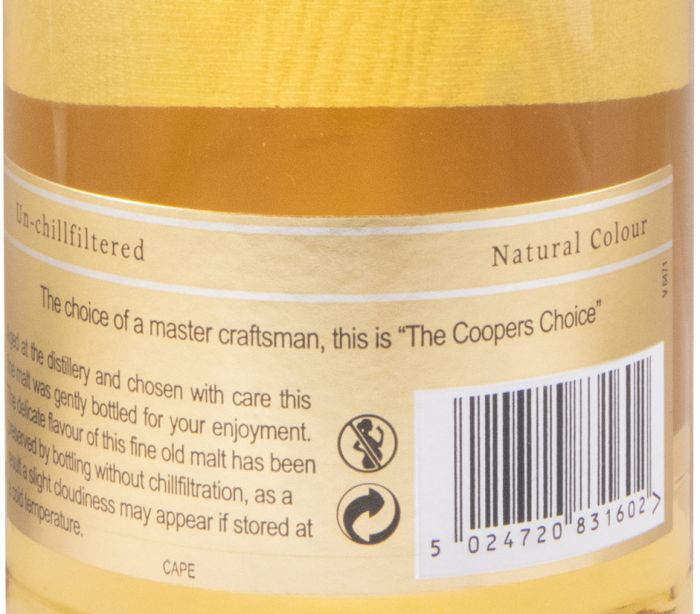 Un-chillfiltered
Natural Colour
V 6471
The choice of a master craftsman, this is “The Coopers Choice”
at the distillery and chosen with care this
malt was gently bottled for your enjoyment.
delicate flavour of this fine old malt has been
by bottling without chillfiltration, as a
a slight cloudiness may appear if stored at
cold temperature.
CAPE
5 024720 831602 >